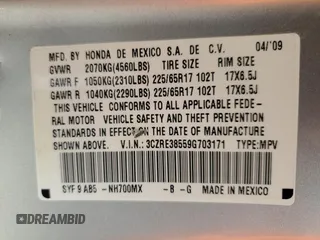 MFD. BY HONDA DE MEXICO S.A. DE C.V. 04/'09
GVWR 2070KG(4560LBS) TIRE SIZE RIM SIZE
GAWR F 1050KG(2310LBS) 225/65R17 102T 17X6.5J
GAWR R 1040KG(2290LBS) 225/65R17 102T 17X6.5J
THIS VEHICLE CONFORMS TO ALL APPLICABLE FEDE-
RAL MOTOR VEHICLE SAFETY AND THEFT
PREVENTION STANDARDS IN EFFECT ON THE DATE OF MANUFACTURE
SHOWN ABOVE. V.I.N.: 3CZRE38559G703171 TYPE:MPV
SYF9AB5 -NH700MX -B-G MADE IN MEXICO
DREAMBID